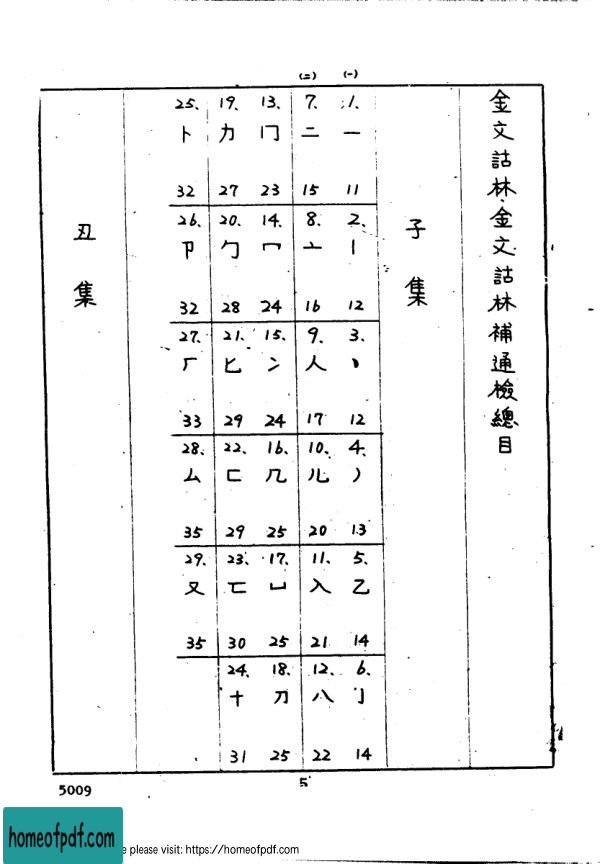 金文詁林·金文詁林補通檢總目
子集
(一)
1、 一 11
2、 丨 12
3、 丶 12
4、 丿 13
5、 乙 14
6、 亅 14
(二)
7、 二 15
8、 亠 16
9、 人 17
10、 儿 20
11、 入 21
12、 八 22
13、 冂 23
14、 冖 24
15、 冫 24
16、 几 25
17、 凵 25
18、 刀 25
19、 力 27
20、 勹 28
21、 匕 29
22、 匚 29
23、 匸 30
24、 十 31
25、 卜 32
26、 卩 32
27、 厂 33
28、 厶 35
29、 又 35
丑集
5
5009
homeofpdf.com
e please visit: https://homeofpdf.com